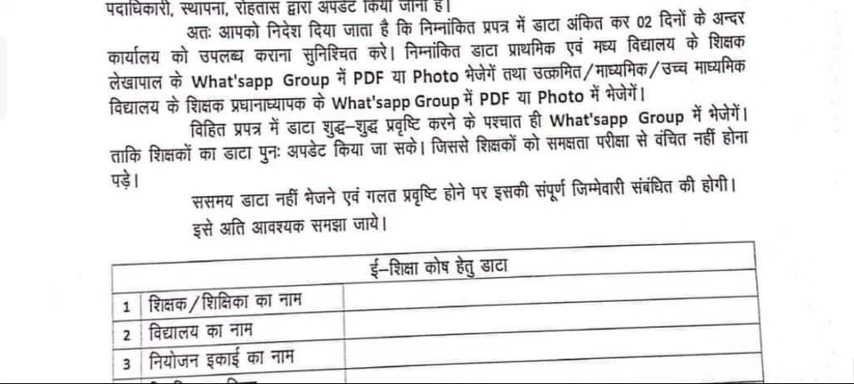 पदाधिकारी, स्थापना, रोहतास द्वारा अपडेट किया जाना है।
अतः आपको निदेश दिया जाता है कि निम्नांकित प्रपत्र में डाटा अंकित कर 02 दिनों के अन्दर
कार्यालय को उपलब्ध कराना सुनिश्चित करे। निम्नांकित डाटा प्राथमिक एवं मध्य विद्यालय के शिक्षक
लेखापाल के What'sapp Group में PDF या Photo भेजेगें तथा उत्क्रमित/माध्यमिक/उच्च माध्यमिक
विद्यालय के शिक्षक प्रधानाध्यापक के What'sapp Group में PDF या Photo में भेजेगें।
विहित प्रपत्र में डाटा शुद्ध–शुद्ध प्रवृष्टि करने के पश्चात ही What'sapp Group में भेजेगें।
ताकि शिक्षकों का डाटा पुनः अपडेट किया जा सके। जिससे शिक्षकों को समक्षता परीक्षा से वंचित नहीं होना
पड़े।
ससमय डाटा नहीं भेजने एवं गलत प्रवृष्टि होने पर इसकी संपूर्ण जिम्मेवारी संबंधित की होगी।
इसे अति आवश्यक समझा जाये।
ई–शिक्षा कोष हेतु डाटा
1 शिक्षक/शिक्षिका का नाम
2 विद्यालय का नाम
3 नियोजन इकाई का नाम